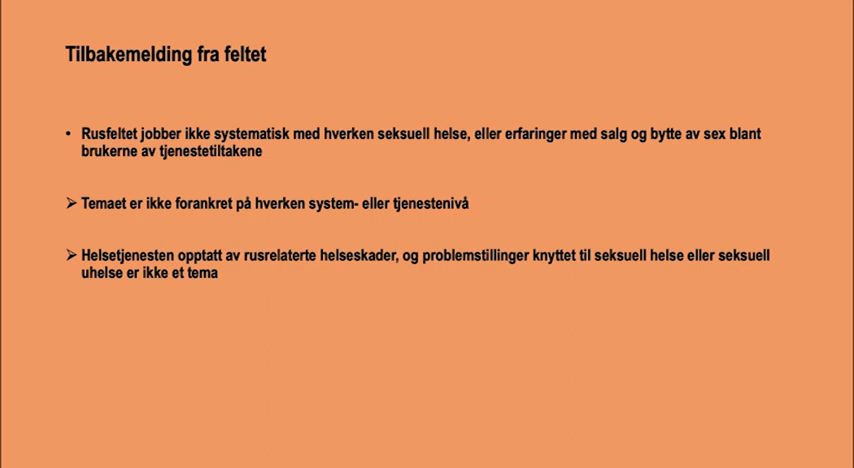 Tilbakemelding fra feltet
• Rusfeltet jobber ikke systematisk med hverken seksuell helse, eller erfaringer med salg og bytte av sex blant
brukerne av tjenestetiltakene
➢ Temaet er ikke forankret på hverken system- eller tjenestenivå
➢ Helsetjenesten opptatt av rusrelaterte helseskader, og problemstillinger knyttet til seksuell helse eller seksuell
uhelse er ikke et tema